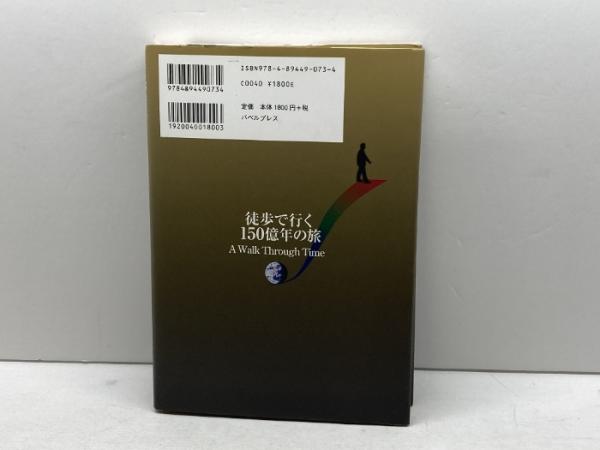 ISBN978-4-89449-073-4
C0040 ¥1800E
9784894490734
定価 本体1800円+税
バベルプレス
1920040018003
徒歩で行く
150億年の旅
A Walk Through Time